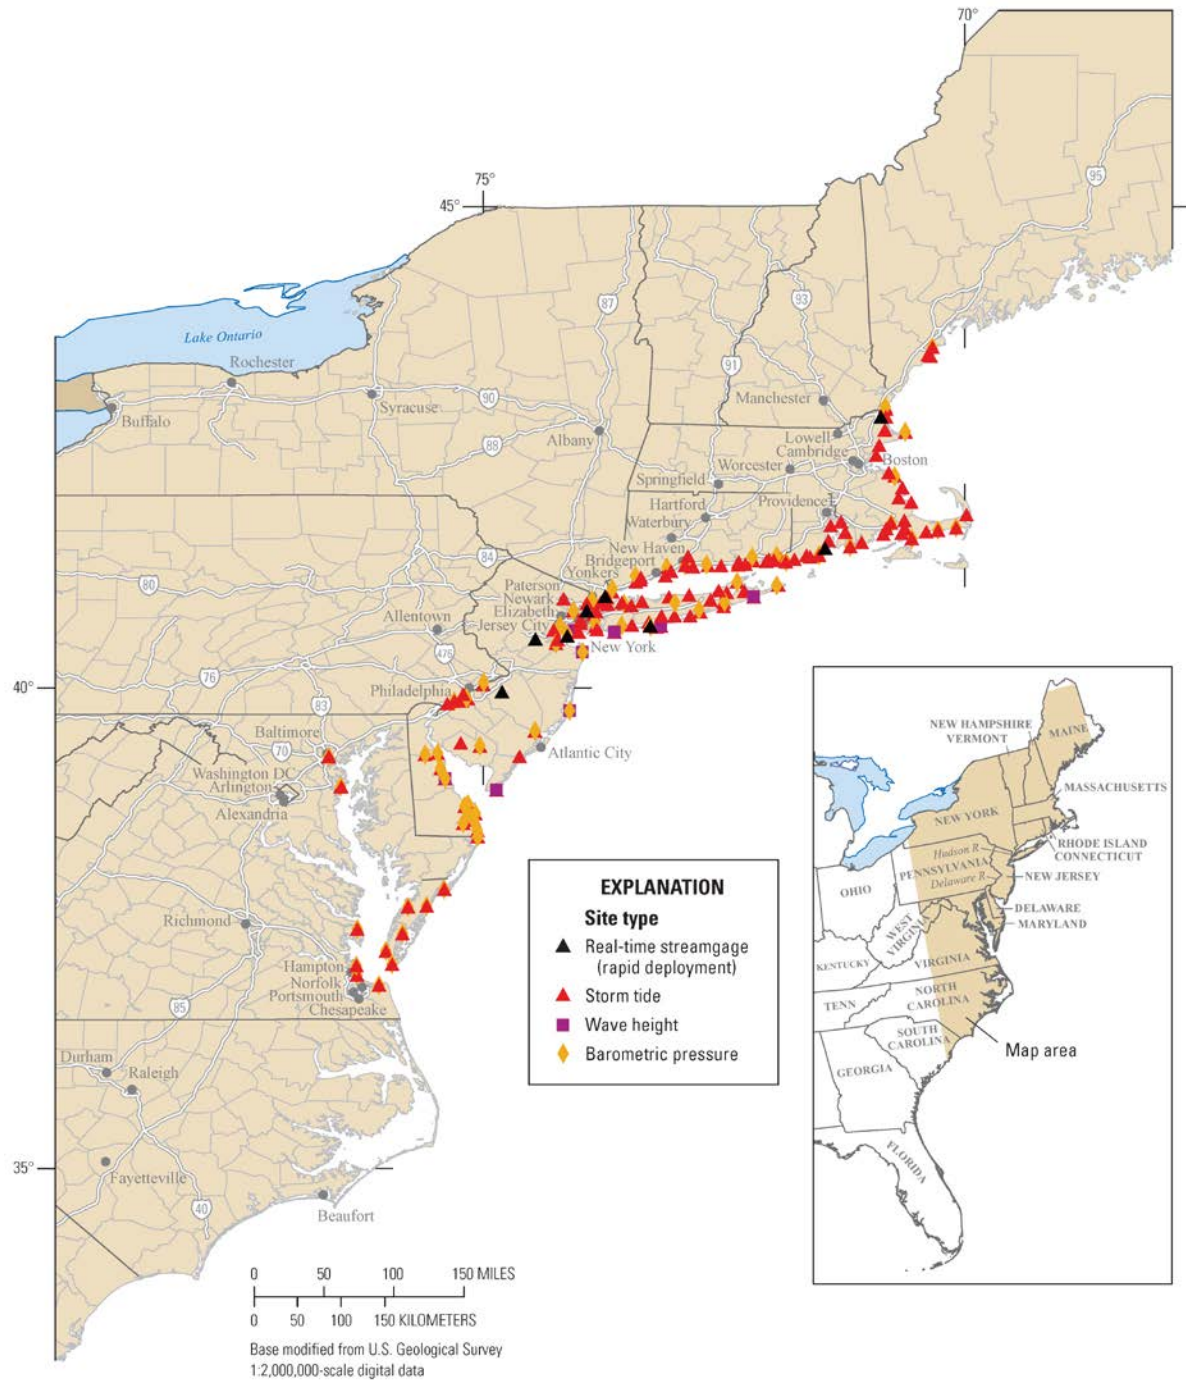 70°
75°
45°
95
87
93
Lake Ontario
Rochester
91
Manchester
90
Syracuse
Buffalo
Albany
Lowell
88
Cambridge
Boston
Worcester
Springfield
Providence
Hartford
Waterbury
New Haven
84
Bridgeport
80
Yonkers
Paterson
Newark
Allentown
Elizabeth
Jersey City
476
New York
76
40°
Philadelphia
83
Baltimore
70
Atlantic City
Washington DC
Arlington
Alexandria
NEW HAMPSHIRE
VERMONT
MAINE
MASSACHUSETTS
NEW YORK
RHODE ISLAND
CONNECTICUT
Hudson R
PENNSYLVANIA
Delaware R
NEW JERSEY
OHIO
DELAWARE
MARYLAND
WEST
VIRGINIA
VIRGINIA
KENTUCKY
NORTH
CAROLINA
TENN
SOUTH
CAROLINA
Map area
GEORGIA
FLORIDA
EXPLANATION
Site type
Real-time streamgage
(rapid deployment)
Storm tide
Wave height
Barometric pressure
Richmond
Hampton
Norfolk
Portsmouth
Chesapeake
85
Durham
Raleigh
35°
Fayetteville
40
Beaufort
0 50 100 150 MILES
0 50 100 150 KILOMETERS
Base modified from U.S. Geological Survey
1:2,000,000-scale digital data